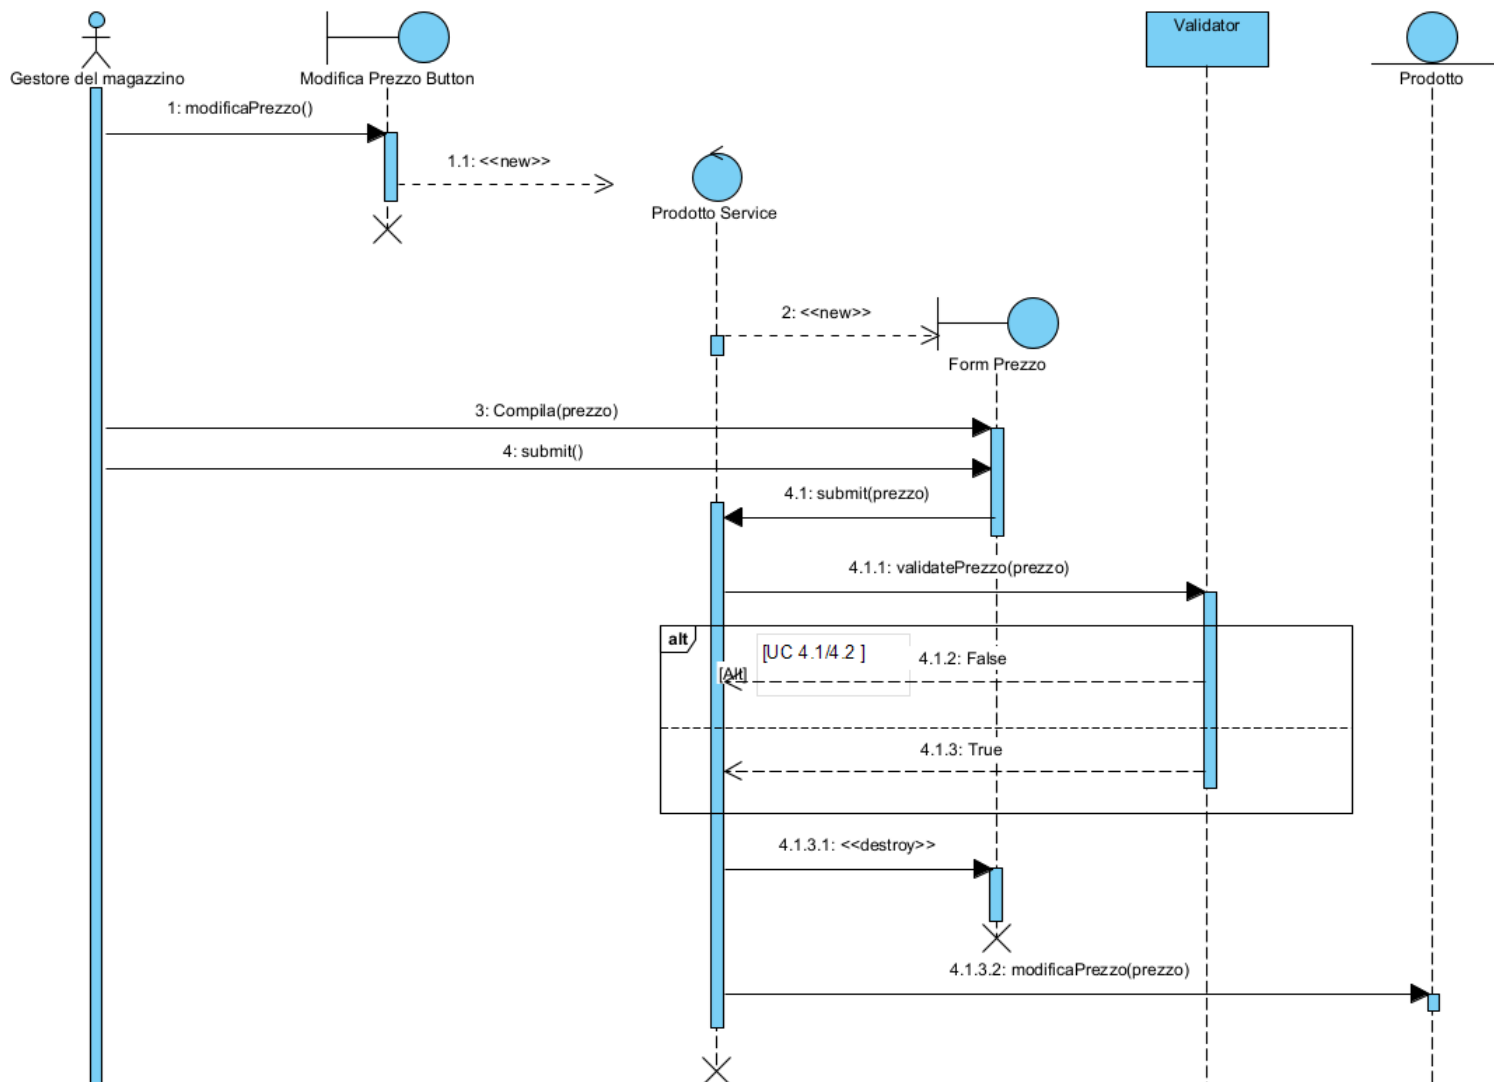 Validator
Gestore del magazzino
Modifica Prezzo Button
Prodotto
1: modificaPrezzo()
1.1: <<new>>
Prodotto Service
2: <<new>>
Form Prezzo
3: Compila(prezzo)
4: submit()
4.1: submit(prezzo)
4.1.1: validatePrezzo(prezzo)
alt
[UC 4.1/4.2 ]
4.1.2: False
[Alt]
4.1.3: True
4.1.3.1: <<destroy>>
4.1.3.2: modificaPrezzo(prezzo)